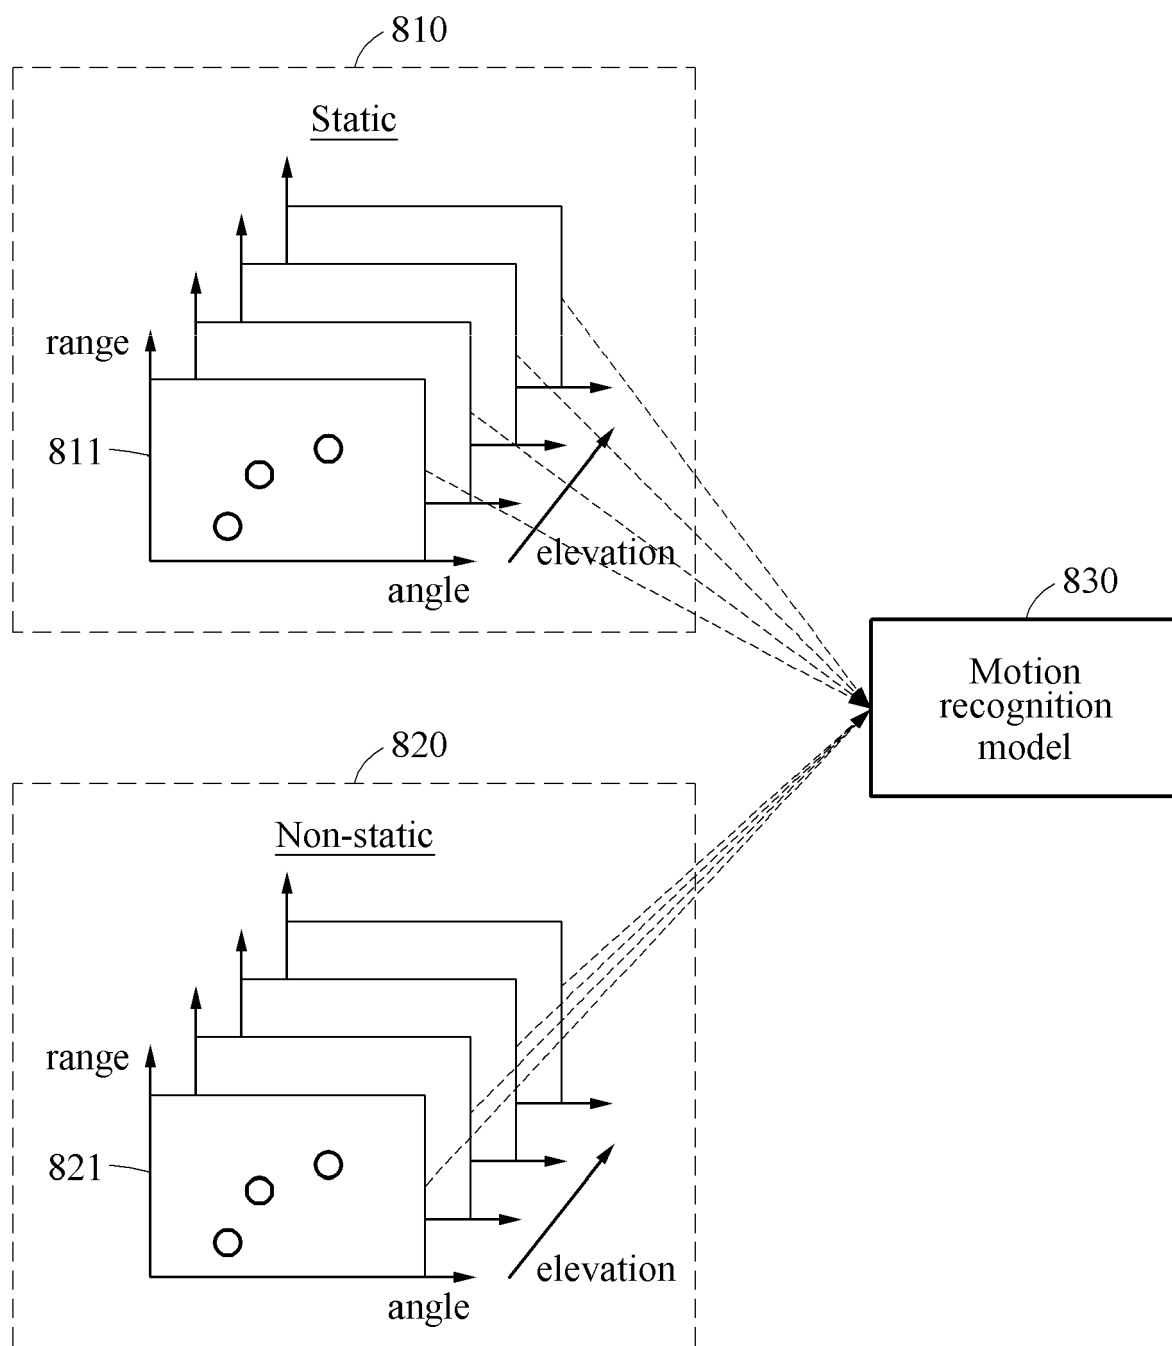 810
Static
range
811
elevation
angle
830
Motion
recognition
model
820
Non-static
range
821
elevation
angle